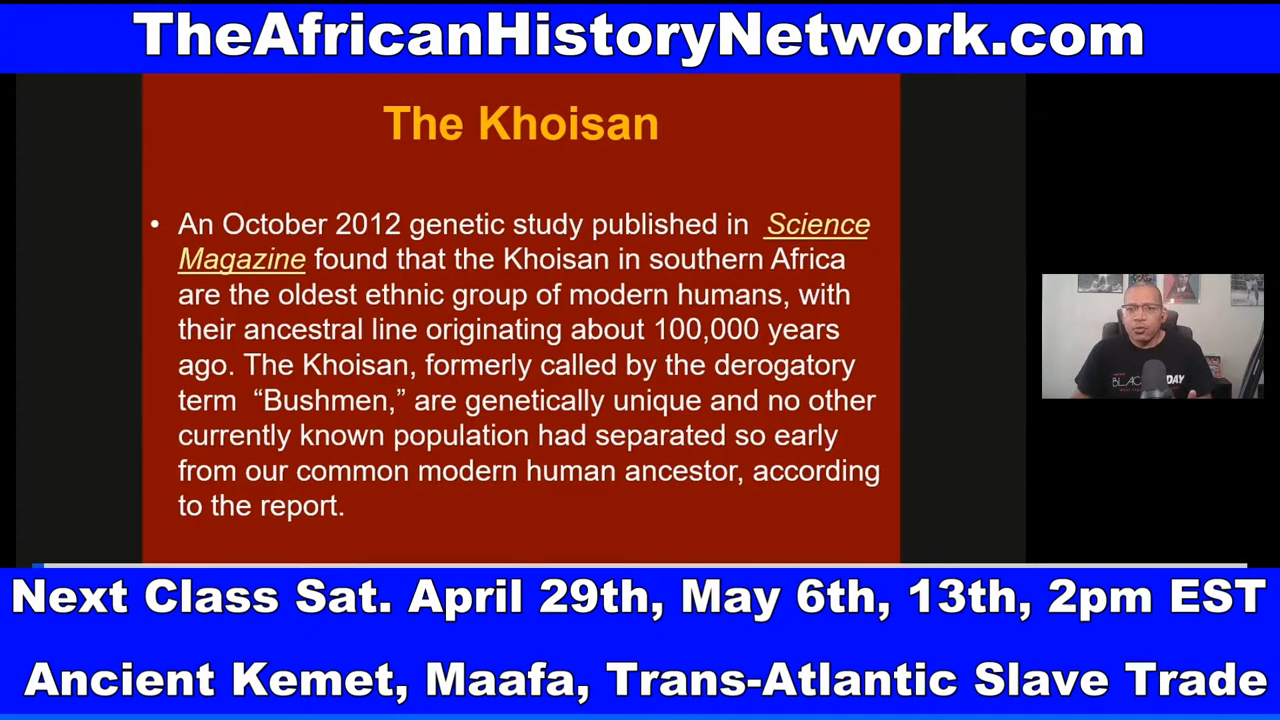 TheAfricanHistoryNetwork.com
The Khoisan
• An October 2012 genetic study published in Science
Magazine found that the Khoisan in southern Africa
are the oldest ethnic group of modern humans, with
their ancestral line originating about 100,000 years
ago. The Khoisan, formerly called by the derogatory
term “Bushmen,” are genetically unique and no other
currently known population had separated so early
from our common modern human ancestor, according
to the report.
Next Class Sat. April 29th, May 6th, 13th, 2pm EST
Ancient Kemet, Maafa, Trans-Atlantic Slave Trade